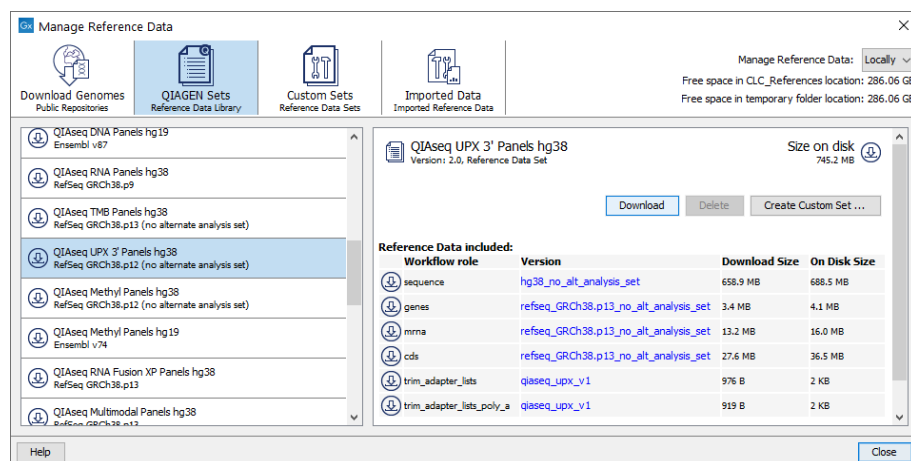 Gx Manage Reference Data
Download Genomes
Public Repositories
QIAGEN Sets
Reference Data Library
Custom Sets
Reference Data Sets
Imported Data
Imported Reference Data
Manage Reference Data: Locally
Free space in CLC_References location: 286.06 GB
Free space in temporary folder location: 286.06 GB
QIAseq DNA Panels hg19
Ensembl v87
QIAseq RNA Panels hg38
RefSeq GRCh38.p9
QIAseq TMB Panels hg38
RefSeq GRCh38.p13 (no alternate analysis set)
QIAseq UPX 3' Panels hg38
RefSeq GRCh38.p12 (no alternate analysis set)
QIAseq Methyl Panels hg38
RefSeq GRCh38.p12 (no alternate analysis set)
QIAseq Methyl Panels hg19
Ensembl v74
QIAseq RNA Fusion XP Panels hg38
RefSeq GRCh38.p13
QIAseq Multimodal Panels hg38
RefSeq GRCh38.p13
QIAseq UPX 3' Panels hg38
Version: 2.0, Reference Data Set
Size on disk
745.2 MB
Download Delete Create Custom Set ...
Reference Data included:
Workflow role Version Download Size On Disk Size
sequence hg38_no_alt_analysis_set 658.9 MB 688.5 MB
genes refseq_GRCh38.p13_no_alt_analysis_set 3.4 MB 4.1 MB
mrna refseq_GRCh38.p13_no_alt_analysis_set 13.2 MB 16.0 MB
cds refseq_GRCh38.p13_no_alt_analysis_set 27.6 MB 36.5 MB
trim_adapter_lists qiaseq_upx_v1 976 B 2 KB
trim_adapter_lists_poly_a qiaseq_upx_v1 919 B 2 KB
Help
Close